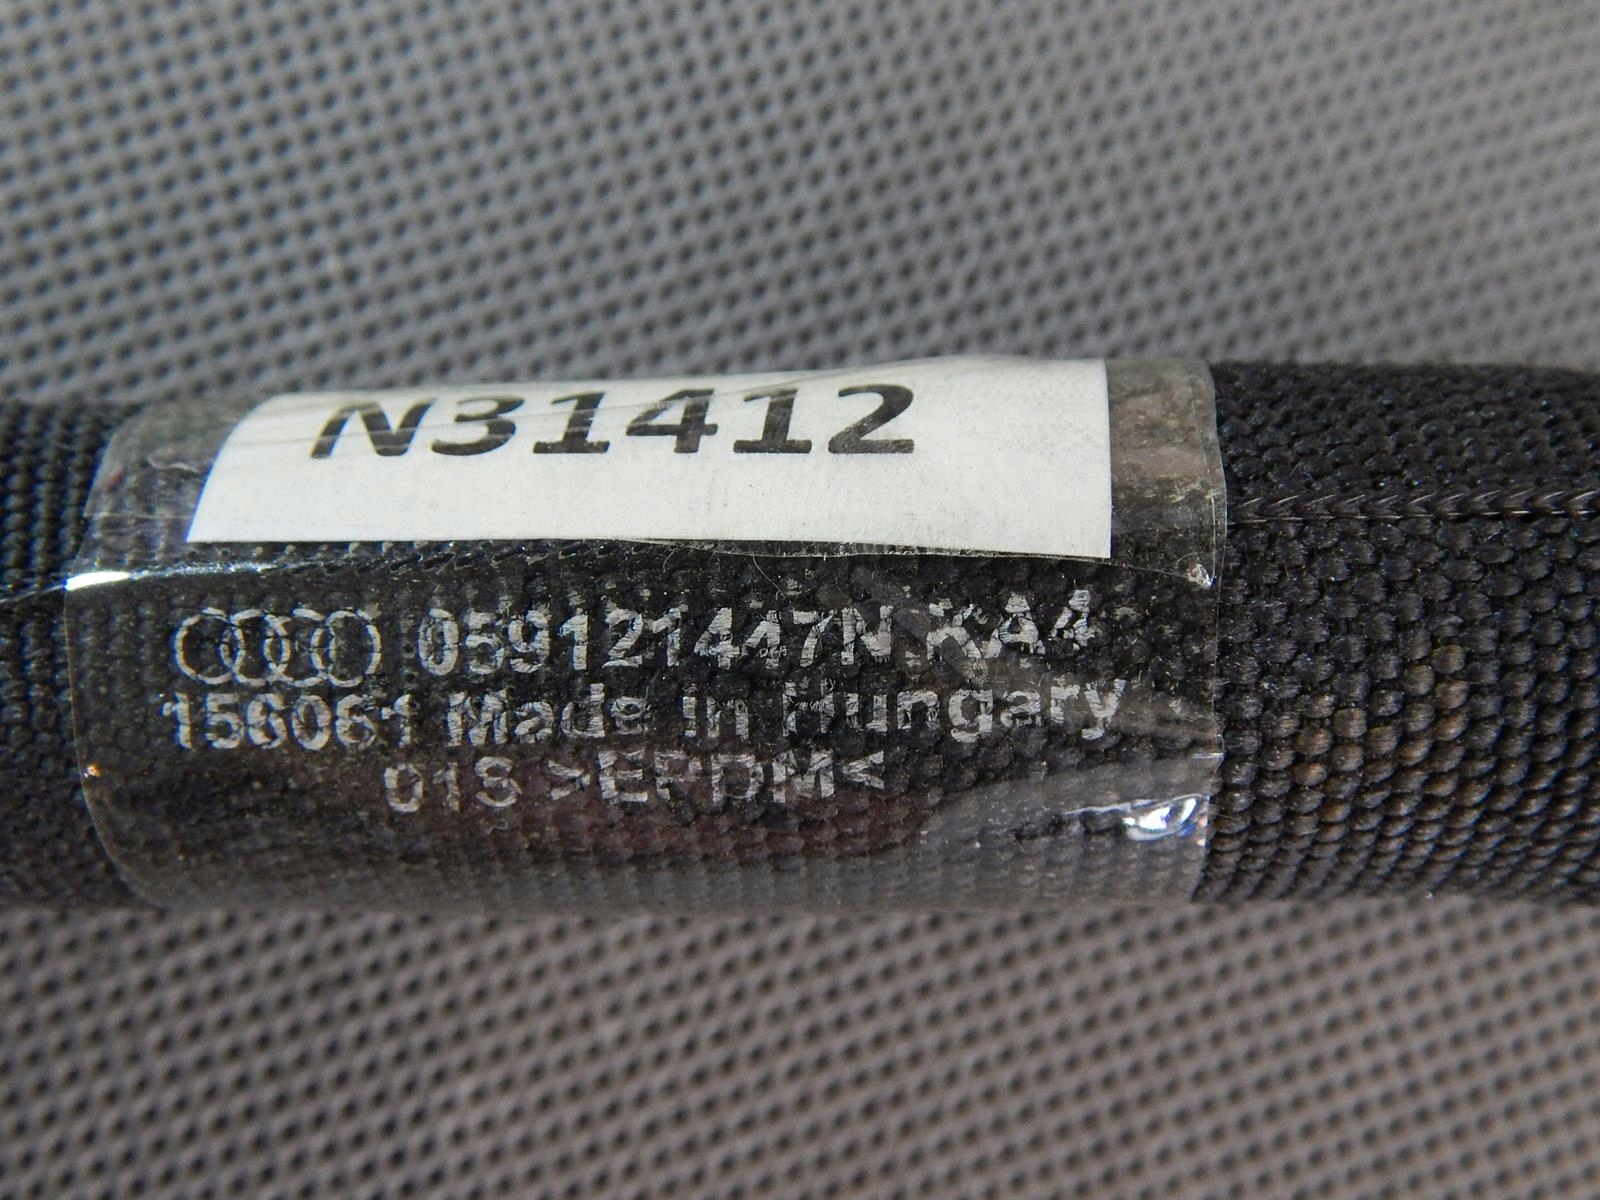 N31412
059121447N KA4
156061 Made in Hungary
01S >EPDM<